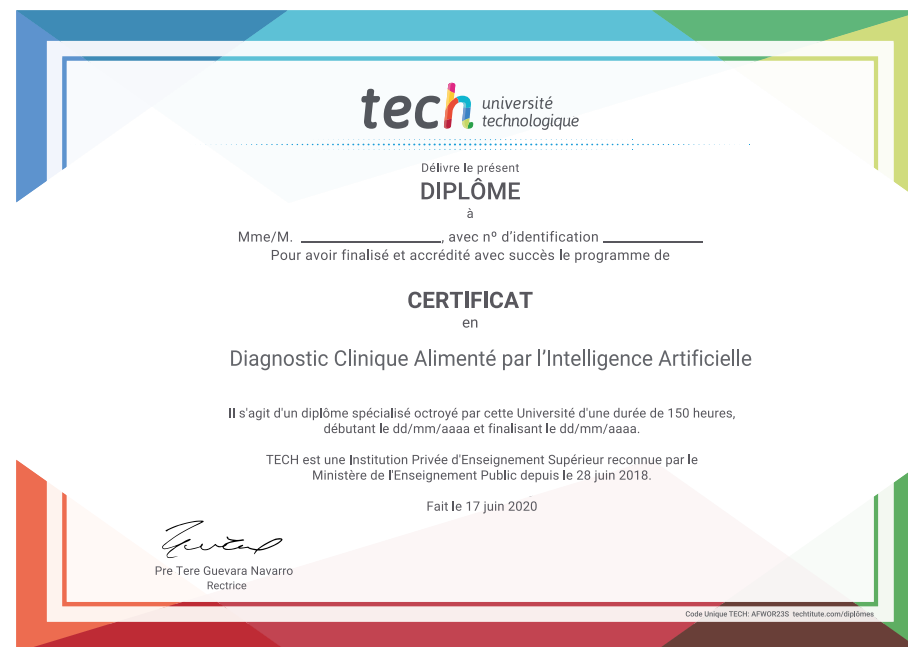 tech université
technologique
Délivre le présent
DIPLÔME
à
Mme/M. ____________________, avec nº d'identification ______________
Pour avoir finalisé et accrédité avec succès le programme de
CERTIFICAT
en
Diagnostic Clinique Alimenté par l'Intelligence Artificielle
Il s'agit d'un diplôme spécialisé octroyé par cette Université d'une durée de 150 heures,
débutant le dd/mm/aaaa et finalisant le dd/mm/aaaa.
TECH est une Institution Privée d'Enseignement Supérieur reconnue par le
Ministère de l'Enseignement Public depuis le 28 juin 2018.
Fait le 17 juin 2020
Pre Tere Guevara Navarro
Rectrice
Code Unique TECH: AFWOR23S techtitute.com/diplômes